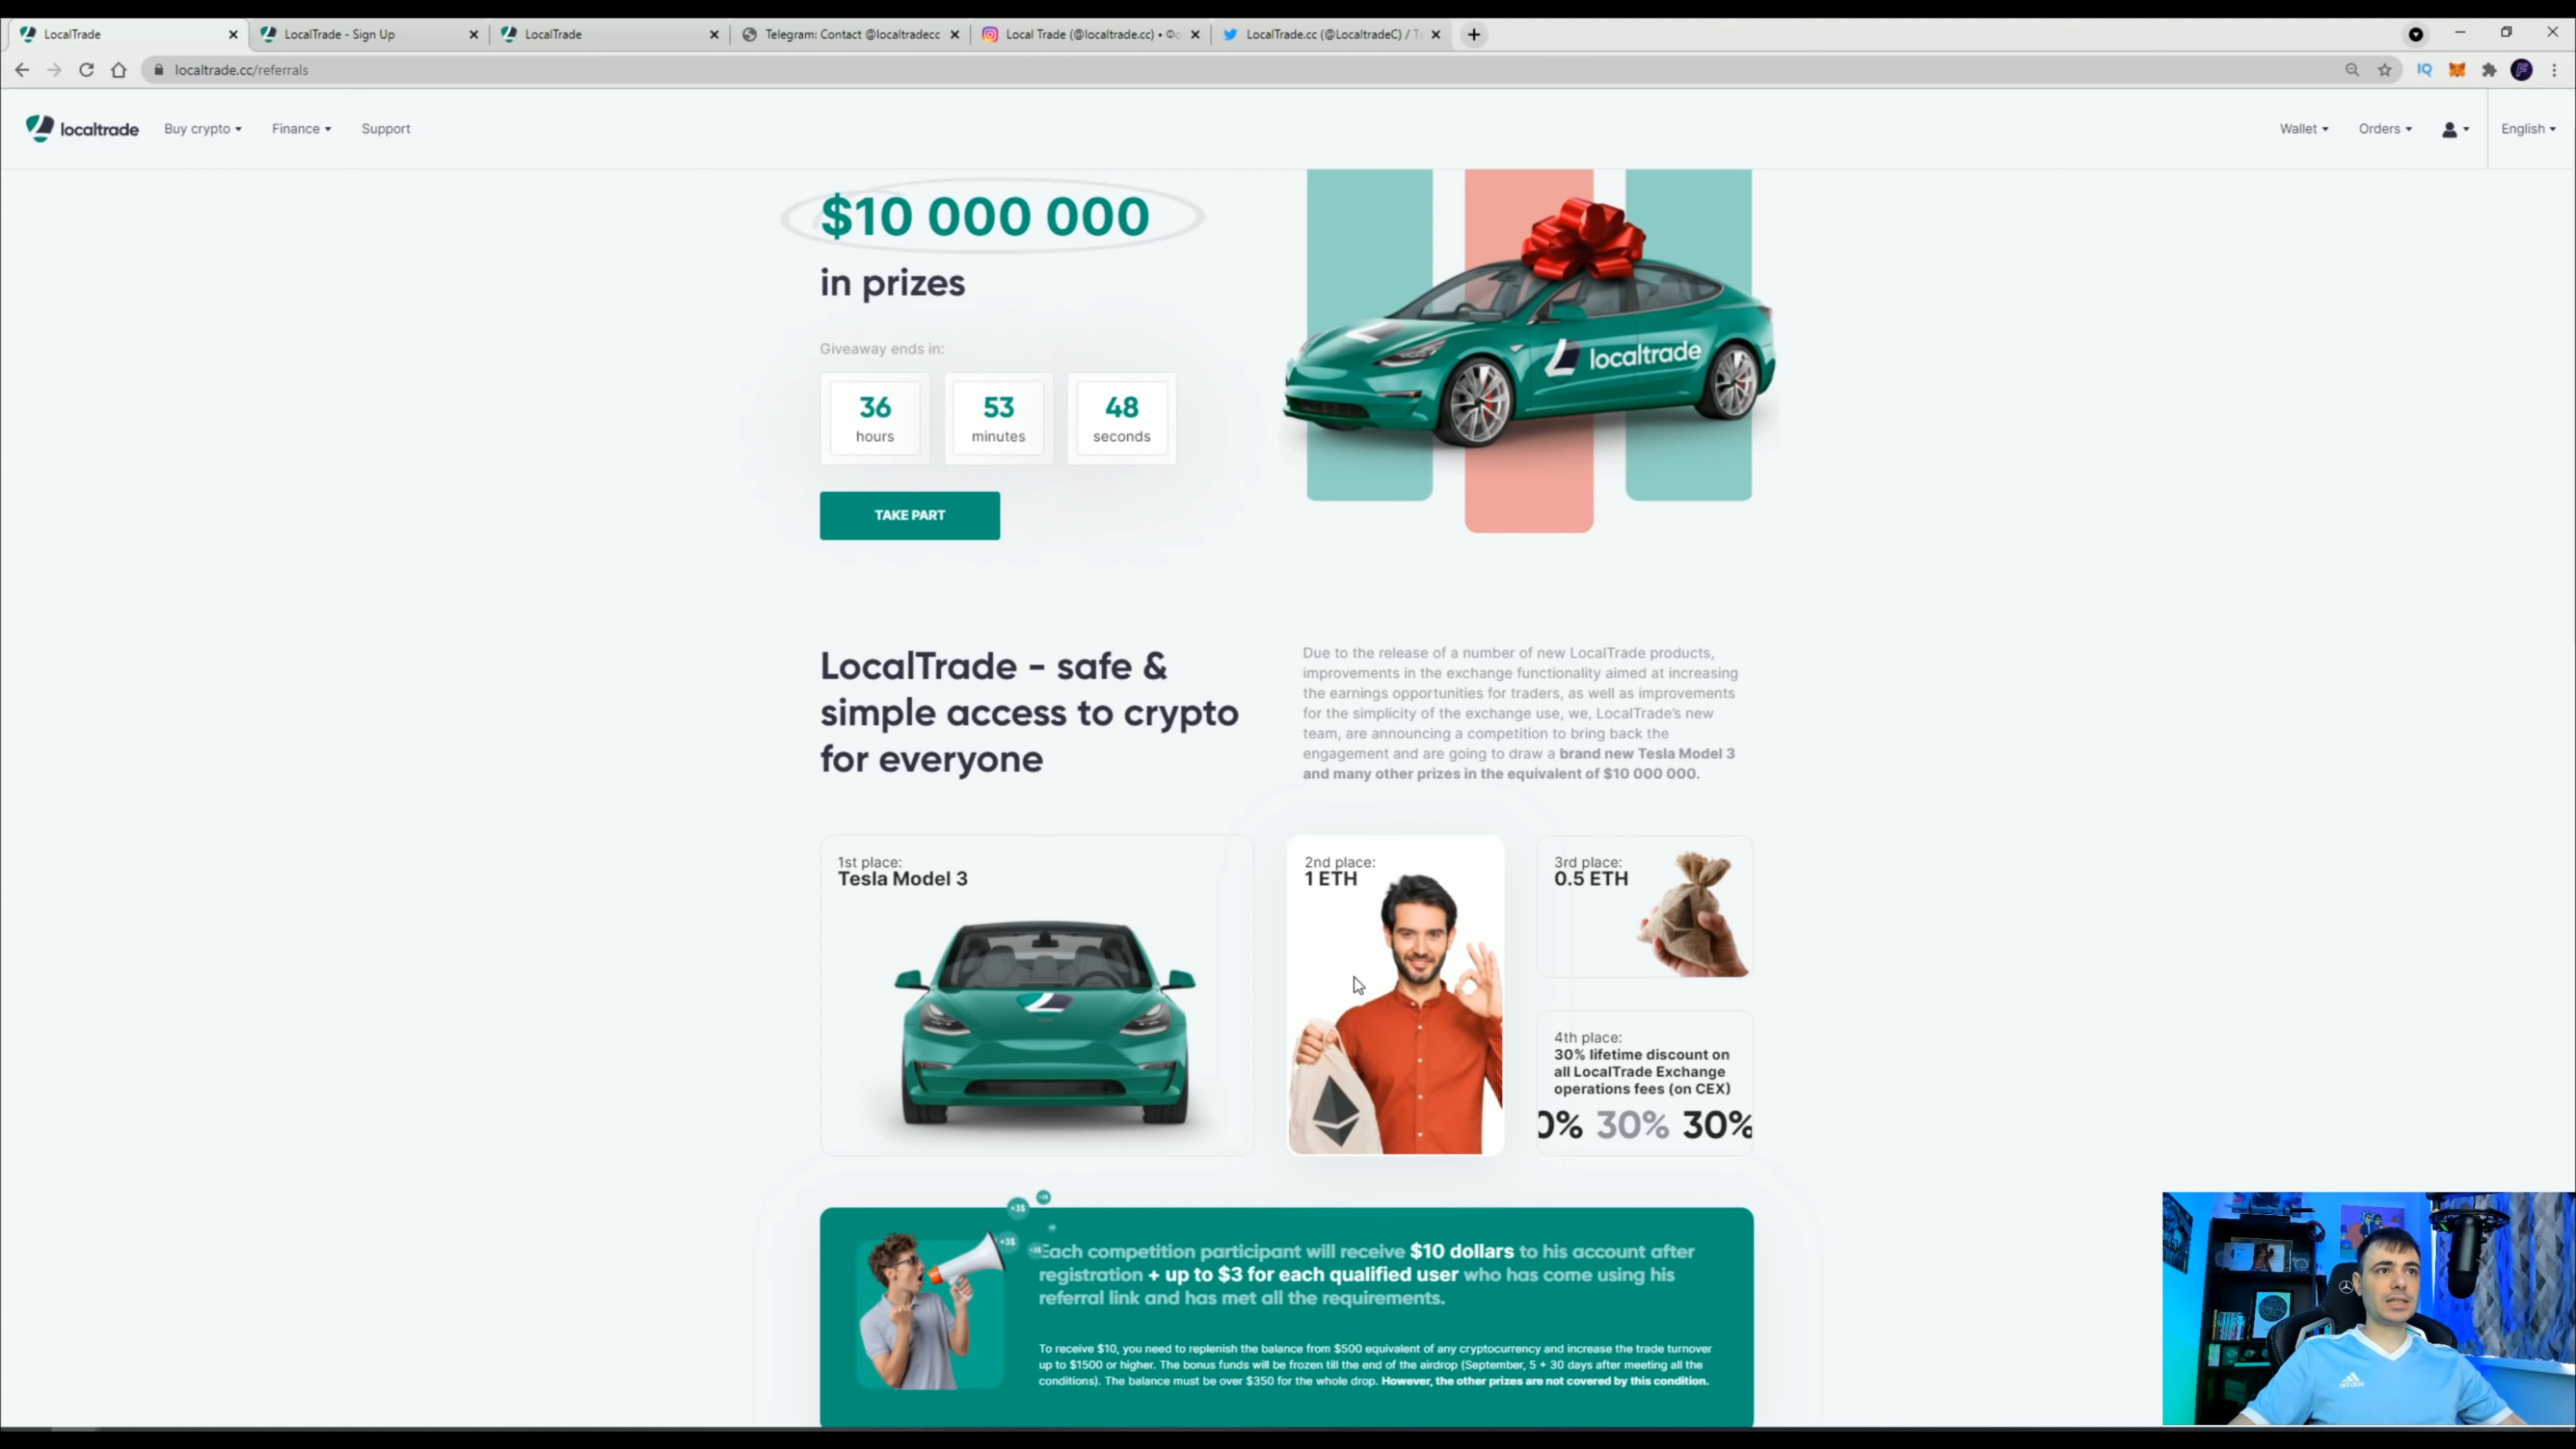 LocalTrade
LocalTrade - Sign Up
LocalTrade
Telegram: Contact @localtradecc
Local Trade (@localtrade.cc) • Фо
LocalTrade.cc (@LocaltradeC) / T
localtrade.cc/referrals
IQ
localtrade
Buy crypto
Finance
Support
Wallet
Orders
English
$10 000 000
in prizes
Giveaway ends in:
36
hours
53
minutes
48
seconds
TAKE PART
localtrade
LocalTrade - safe &
simple access to crypto
for everyone
Due to the release of a number of new LocalTrade products,
improvements in the exchange functionality aimed at increasing
the earnings opportunities for traders, as well as improvements
for the simplicity of the exchange use, we, LocalTrade's new
team, are announcing a competition to bring back the
engagement and are going to draw a brand new Tesla Model 3
and many other prizes in the equivalent of $10 000 000.
1st place:
Tesla Model 3
2nd place:
1 ETH
3rd place:
0.5 ETH
4th place:
30% lifetime discount on
all LocalTrade Exchange
operations fees (on CEX)
0% 30% 30%
+3$
+3$
Each competition participant will receive $10 dollars to his account after
registration + up to $3 for each qualified user who has come using his
referral link and has met all the requirements.
To receive $10, you need to replenish the balance from $500 equivalent of any cryptocurrency and increase the trade turnover
up to $1500 or higher. The bonus funds will be frozen till the end of the airdrop (September, 5 + 30 days after meeting all the
conditions). The balance must be over $350 for the whole drop. However, the other prizes are not covered by this condition.
adidas